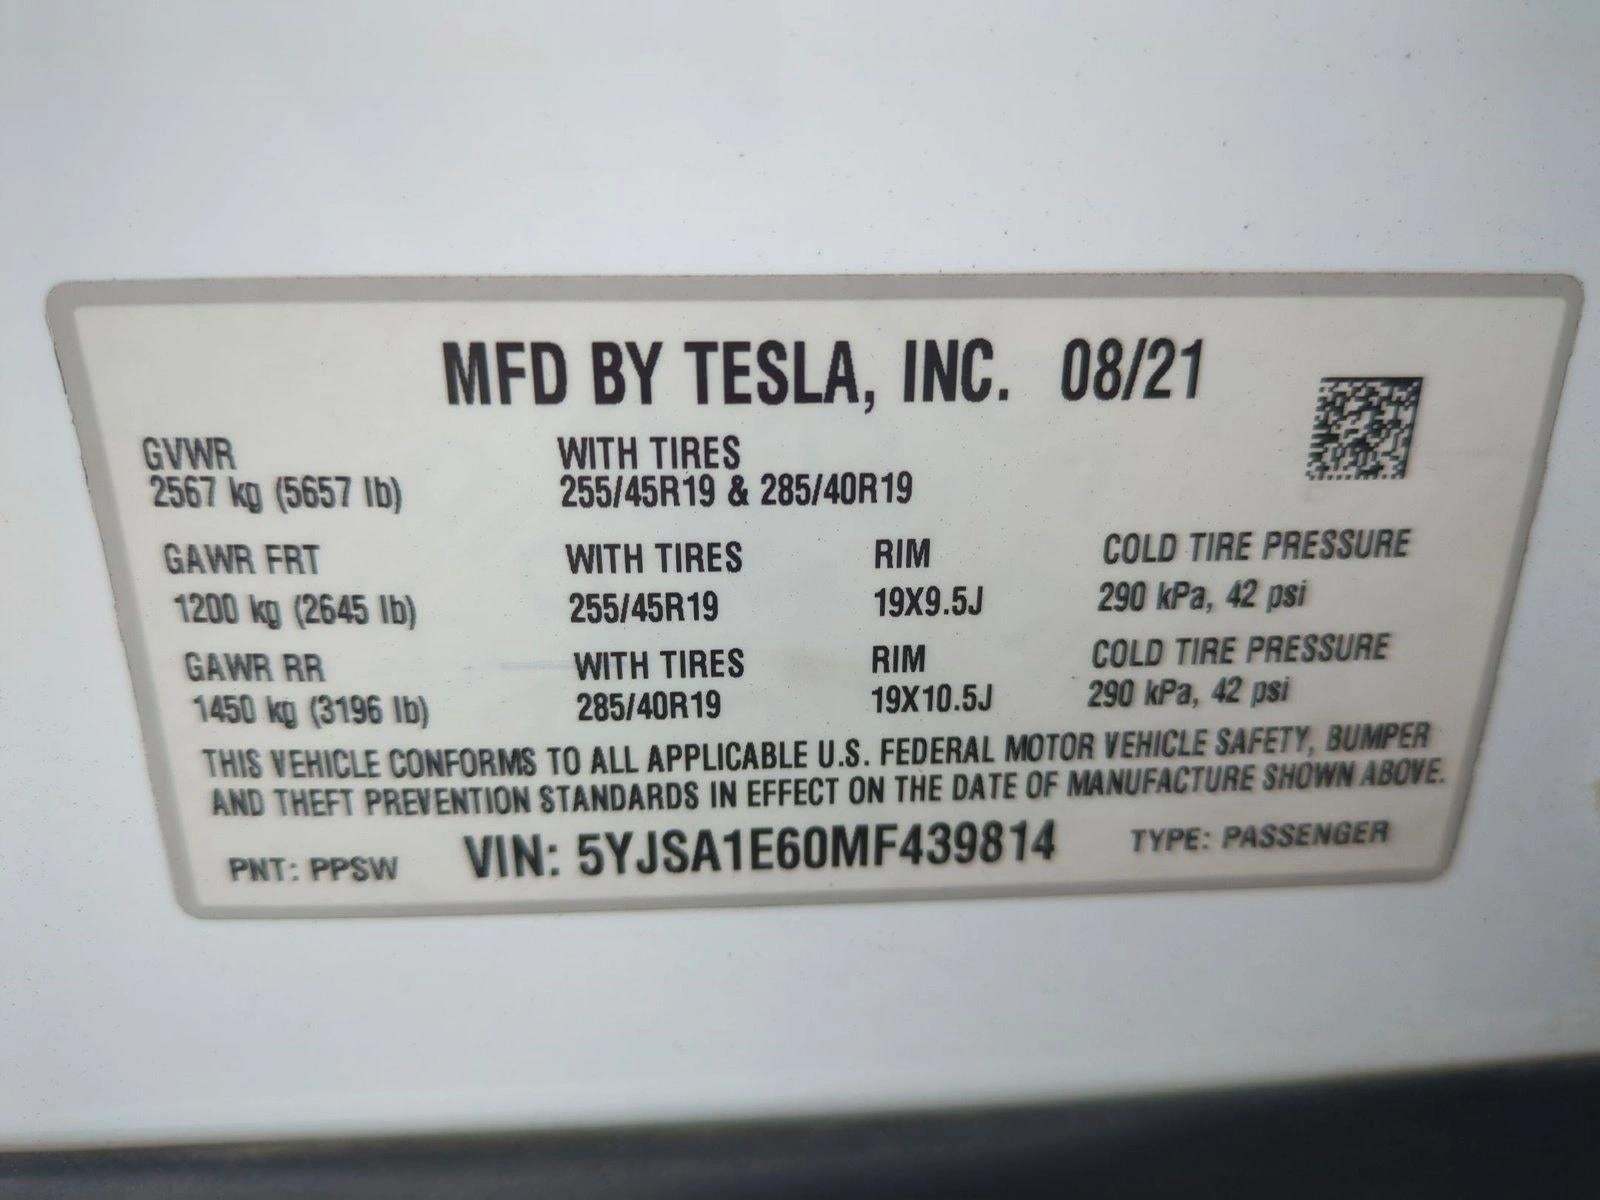 MFD BY TESLA, INC. 08/21
GVWR WITH TIRES
2567 kg (5657 lb) 255/45R19 & 285/40R19
GAWR FRT WITH TIRES RIM COLD TIRE PRESSURE
1200 kg (2645 lb) 255/45R19 19X9.5J 290 kPa, 42 psi
GAWR RR WITH TIRES RIM COLD TIRE PRESSURE
1450 kg (3196 lb) 285/40R19 19X10.5J 290 kPa, 42 psi
THIS VEHICLE CONFORMS TO ALL APPLICABLE U.S. FEDERAL MOTOR VEHICLE SAFETY, BUMPER
AND THEFT PREVENTION STANDARDS IN EFFECT ON THE DATE OF MANUFACTURE SHOWN ABOVE.
PNT: PPSW VIN: 5YJSA1E60MF439814 TYPE: PASSENGER